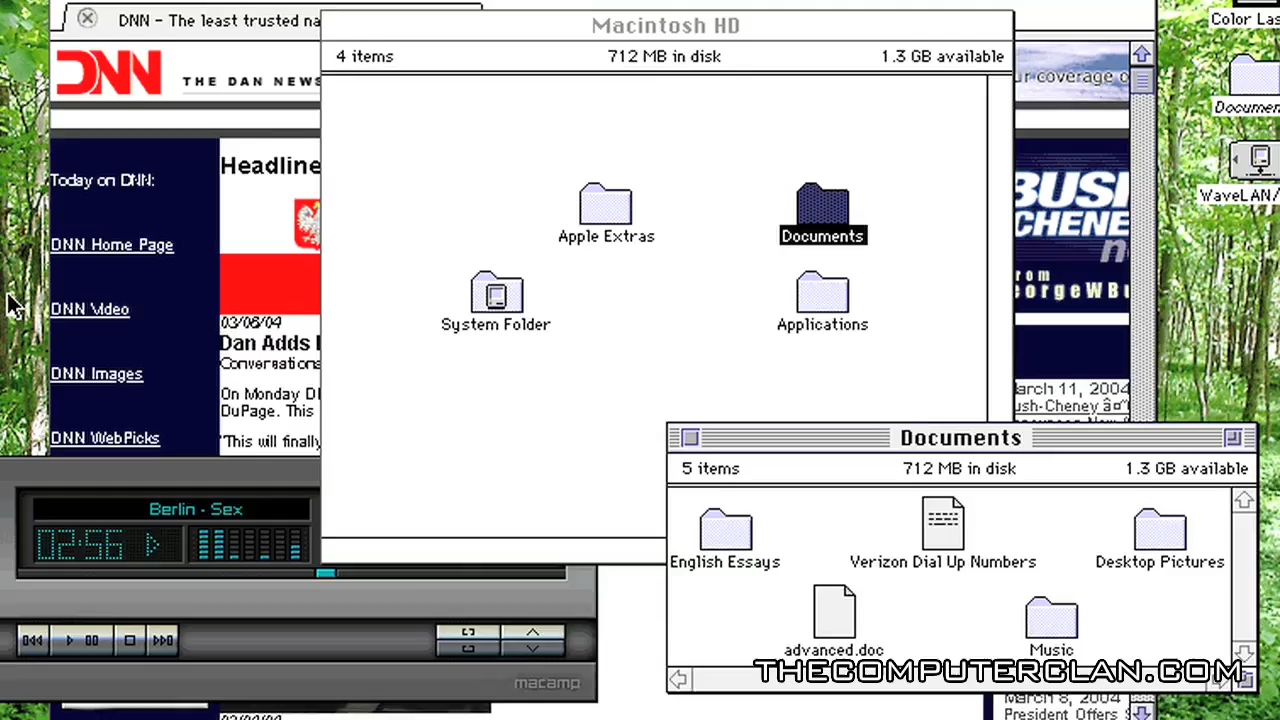 DNN - The least trusted na
Macintosh HD
Color Las
4 items
712 MB in disk
1.3 GB available
DNN
THE DAN NEWS
ur coverage o
Documen
Today on DNN:
Headline
BUSH
CHENEY
WaveLAN/
Apple Extras
Documents
DNN Home Page
n
rom
eorgeWBu
DNN Video
System Folder
Applications
03/06/04
Dan Adds
Conversations
DNN Images
On Monday D
DuPage. This
arch 11, 2004
ush-Cheney â¤
DNN WebPicks
"This will finally
Documents
5 items
712 MB in disk
1.3 GB available
Berlin - Sex
02:56
English Essays
Verizon Dial Up Numbers
Desktop Pictures
advanced.doc
Music
THECOMPUTERCLAN.COM
macamp
March 8, 2004
President Offers S